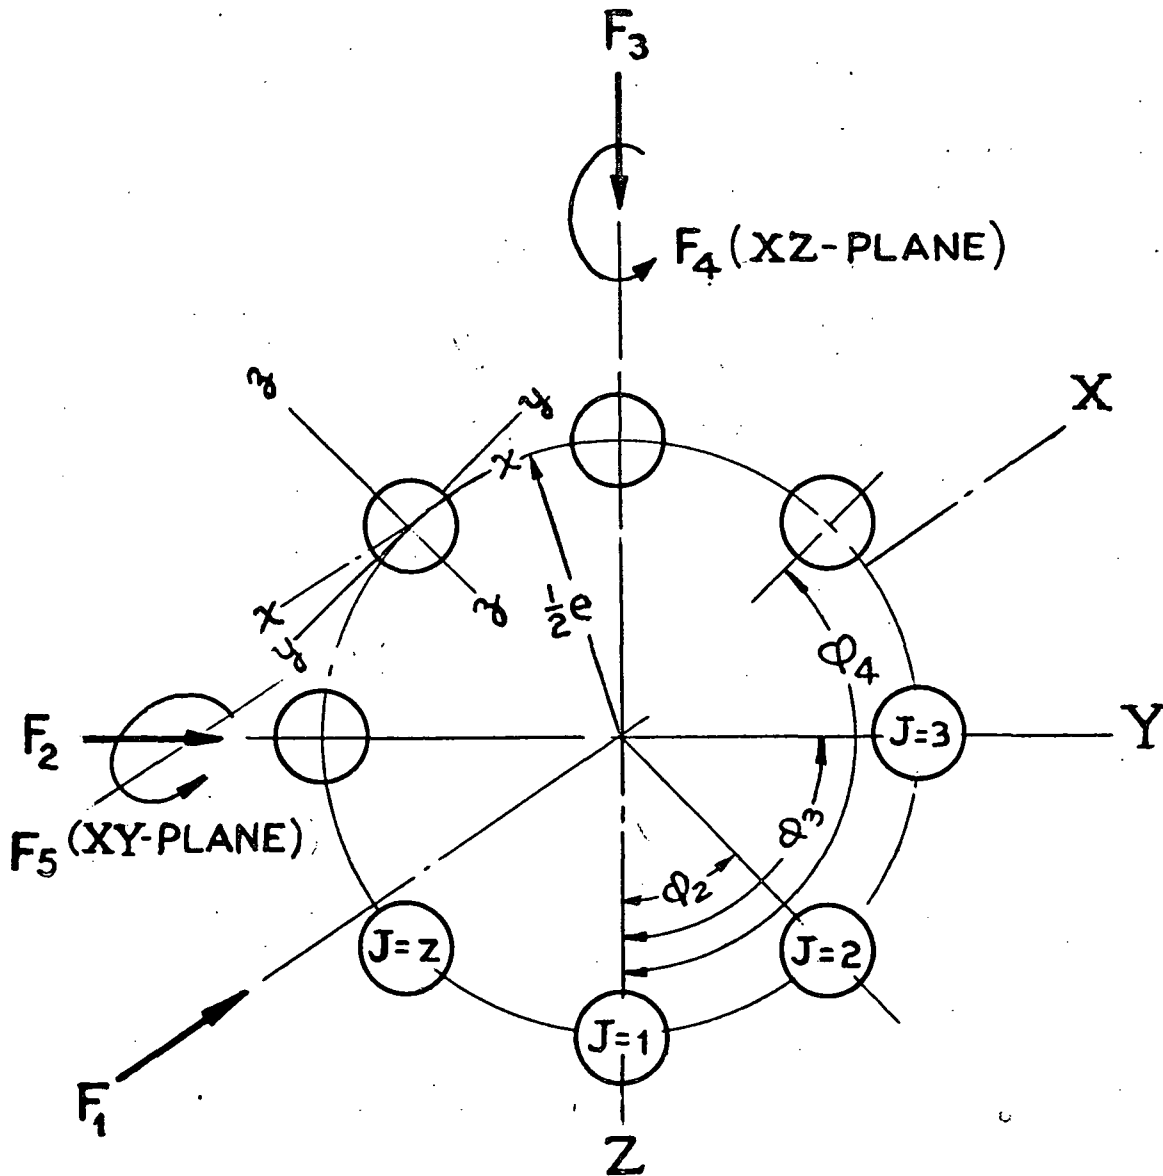 F3
F4 (XZ-PLANE)
X
z
y
x
½e
z
x
y
φ4
F2
J=3
Y
F5 (XY-PLANE)
φ3
φ2
J=z
J=2
J=1
F1
Z